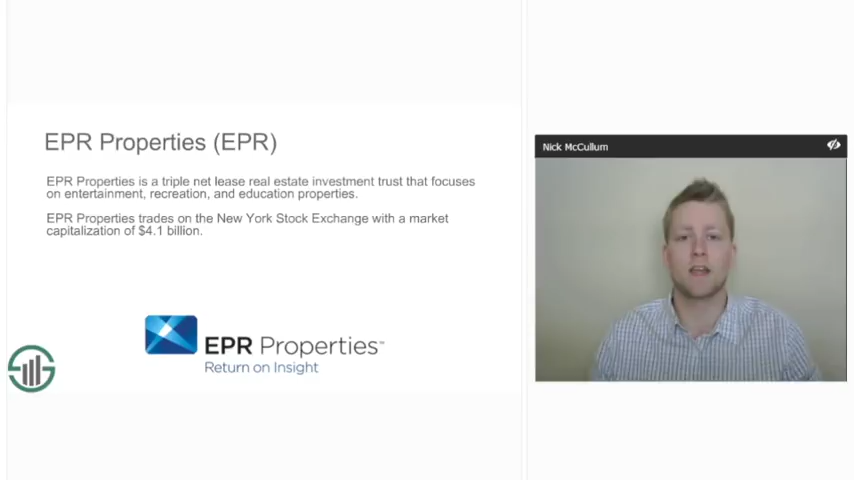 EPR Properties (EPR)
EPR Properties is a triple net lease real estate investment trust that focuses
on entertainment, recreation, and education properties.
EPR Properties trades on the New York Stock Exchange with a market
capitalization of $4.1 billion.
EPR Properties™
Return on Insight
Nick McCullum